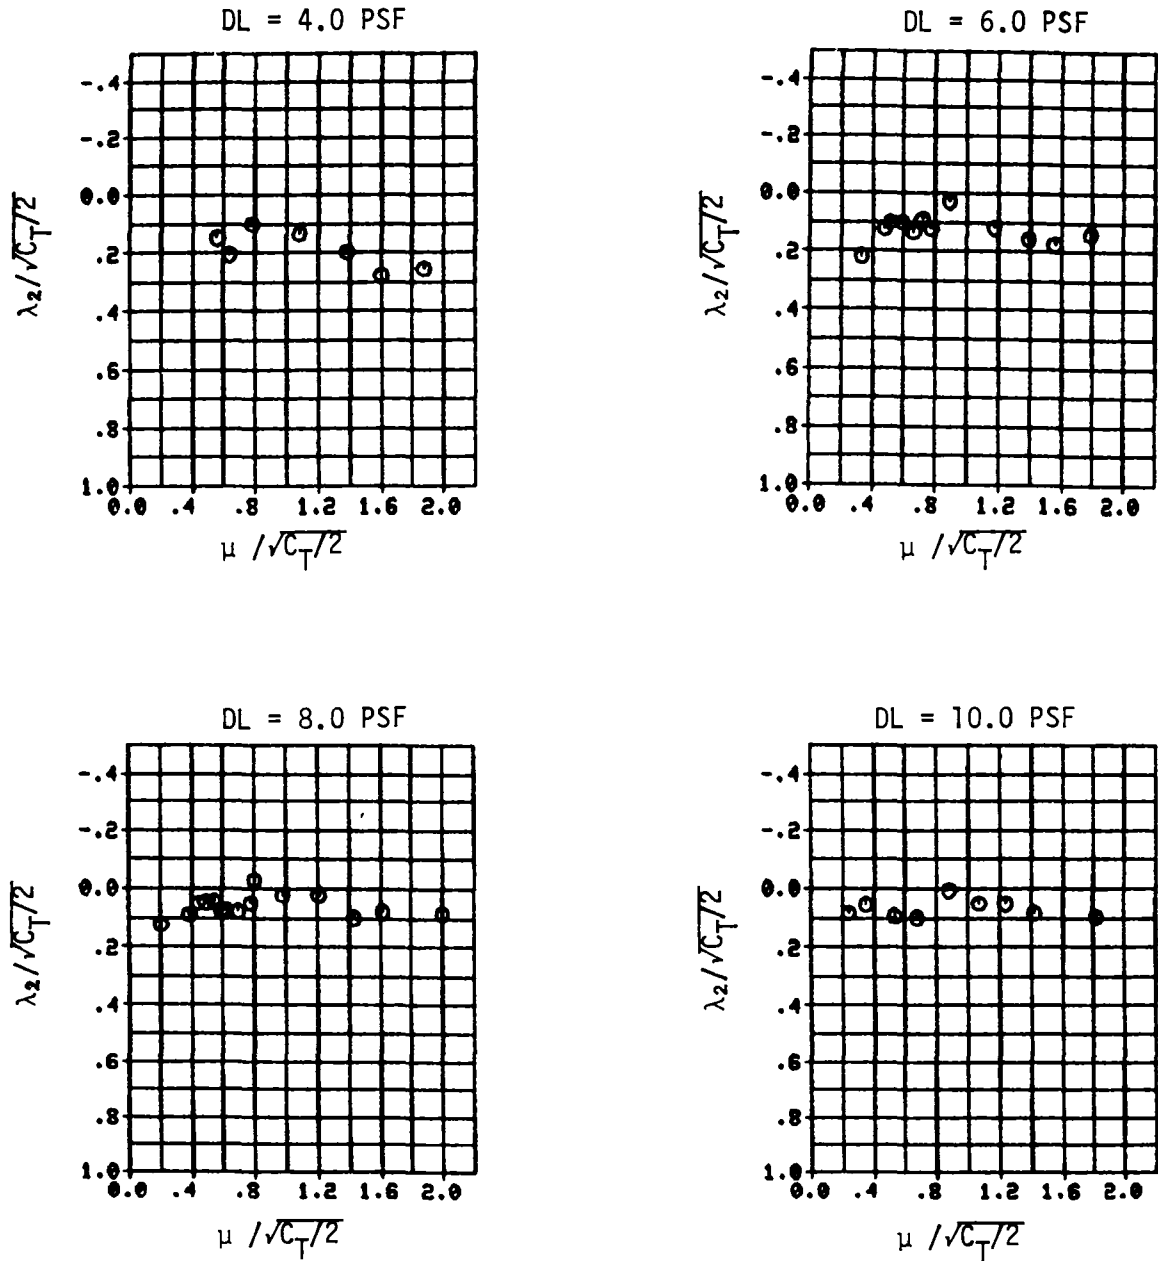 DL = 4.0 PSF
-.4
-.2
0.0
.2
.4
.6
.8
1.0
0.0 .4 .8 1.2 1.6 2.0
λ₂/√C_T/2
μ /√C_T/2
DL = 6.0 PSF
-.4
-.2
0.0
.2
.4
.6
.8
1.0
0.0 .4 .8 1.2 1.6 2.0
λ₂/√C_T/2
μ /√C_T/2
DL = 8.0 PSF
-.4
-.2
0.0
.2
.4
.6
.8
1.0
0.0 .4 .8 1.2 1.6 2.0
λ₂/√C_T/2
μ /√C_T/2
DL = 10.0 PSF
-.4
-.2
0.0
.2
.4
.6
.8
1.0
0.0 .4 .8 1.2 1.6 2.0
λ₂/√C_T/2
μ /√C_T/2